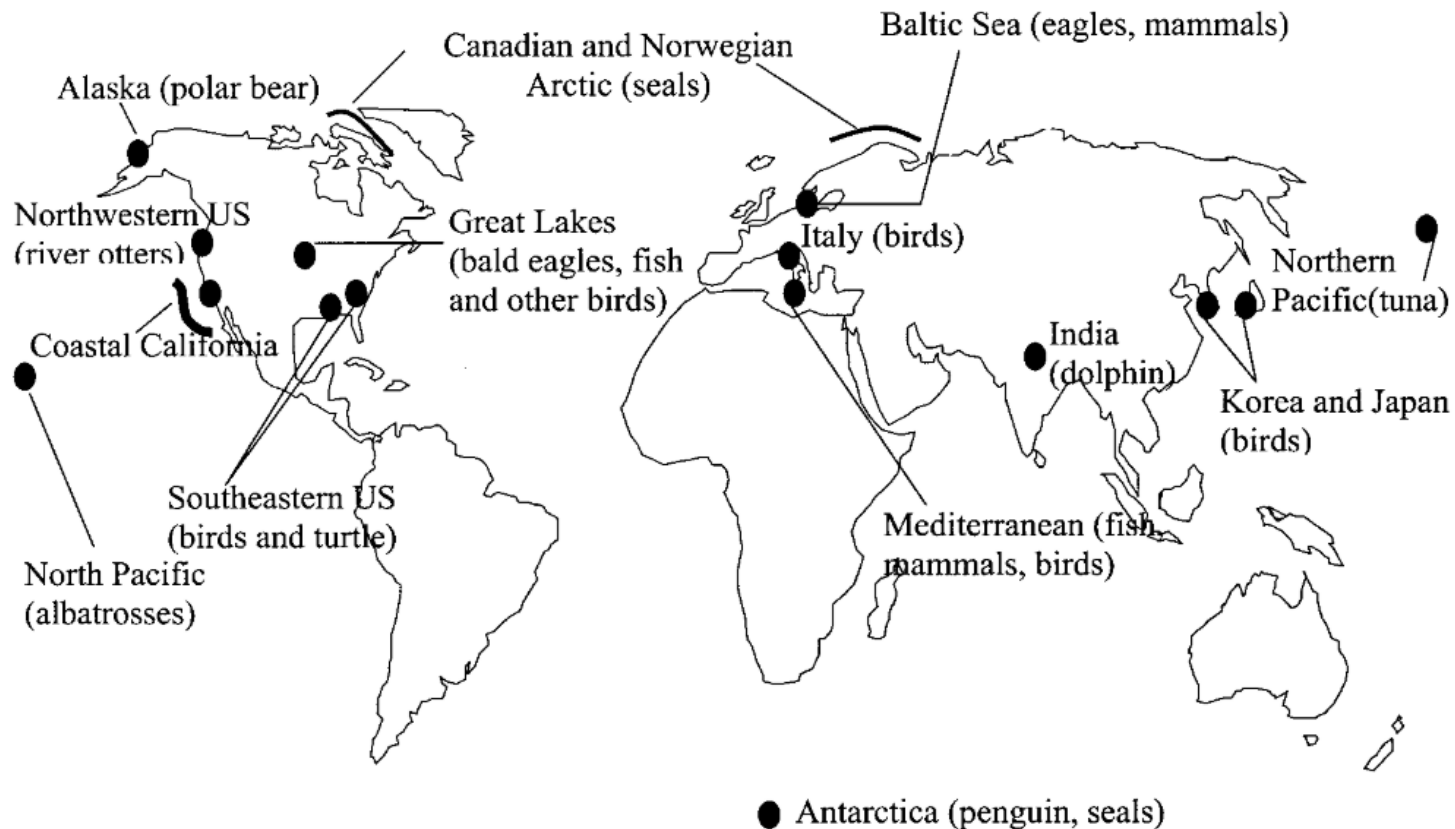 Baltic Sea (eagles, mammals)
Canadian and Norwegian
Arctic (seals)
Alaska (polar bear)
Northwestern US
(river otters)
Great Lakes
(bald eagles, fish
and other birds)
Italy (birds)
Northern
Pacific(tuna)
Coastal California
India
(dolphin)
Korea and Japan
(birds)
Southeastern US
(birds and turtle)
Mediterranean (fish,
mammals, birds)
North Pacific
(albatrosses)
Antarctica (penguin, seals)